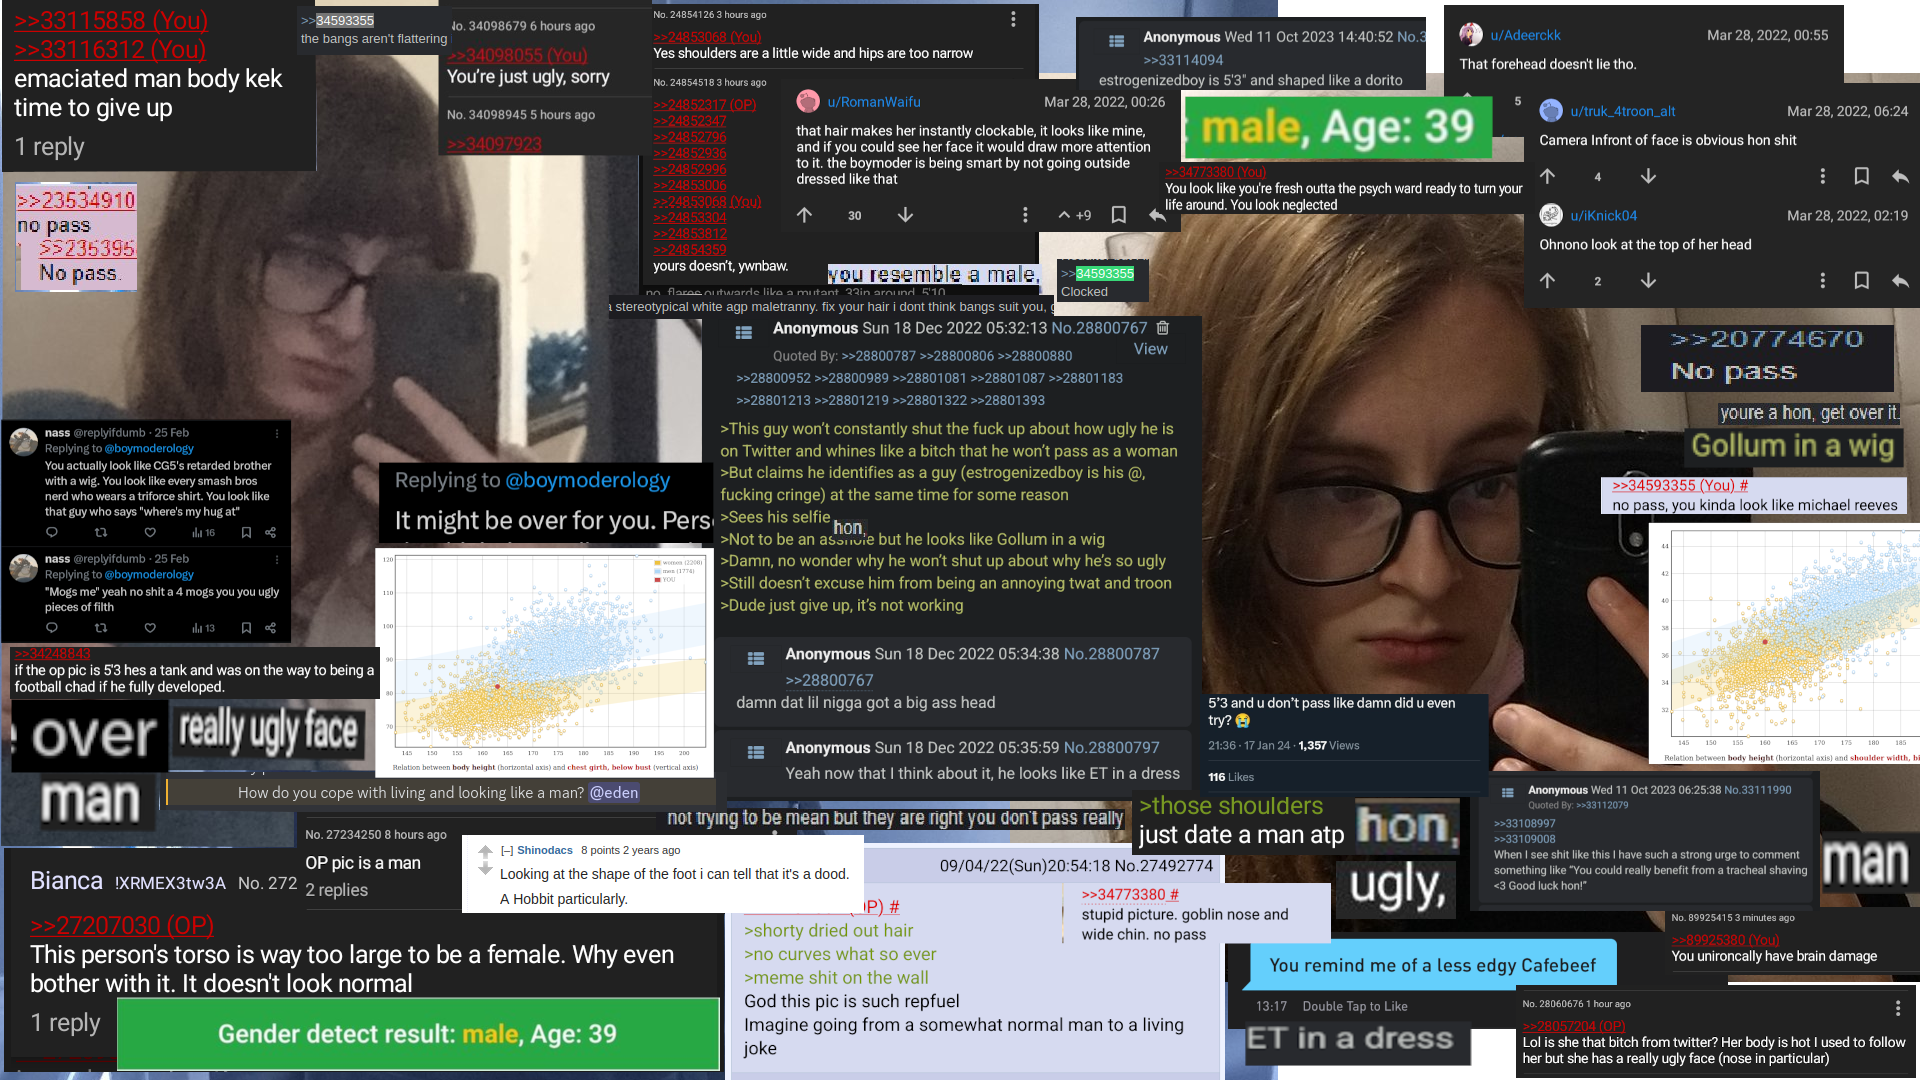 >>33115858 (You)
>>33116312 (You)
emaciated man body kek
time to give up
1 reply
>>34593355
the bangs aren't flattering
No. 34098679 6 hours ago
>>34098055 (You)
You're just ugly, sorry
No. 34098945 5 hours ago
>>34097923
No. 24854126 3 hours ago
>>24853068 (You)
Yes shoulders are a little wide and hips are too narrow
No. 24854518 3 hours ago
>>24852317 (OP)
>>24852347
>>24852796
>>24852936
>>24852996
>>24853006
>>24853068 (You)
>>24853304
>>24853812
>>24854359
yours doesn't, ywnbaw.
u/RomanWaifu Mar 28, 2022, 00:26
that hair makes her instantly clockable, it looks like mine,
and if you could see her face it would draw more attention
to it. the boymoder is being smart by not going outside
dressed like that
30 +9
Anonymous Wed 11 Oct 2023 14:40:52 No.3
>>33114094
estrogenizedboy is 5'3" and shaped like a dorito
u/Adeerckk Mar 28, 2022, 00:55
That forehead doesn't lie tho.
5
u/truk_4troon_alt Mar 28, 2022, 06:24
Camera Infront of face is obvious hon shit
4
u/iKnick04 Mar 28, 2022, 02:19
Ohnono look at the top of her head
2
: male, Age: 39
>>34773380 (You)
You look like you're fresh outta the psych ward ready to turn your
life around. You look neglected
>>23534910
no pass
>>235395
No pass.
you resemble a male,
>>34593355
Clocked
no, flares outwards like a mutant. 33in around, 5'10
a stereotypical white agp maletranny. fix your hair i dont think bangs suit you, g
Anonymous Sun 18 Dec 2022 05:32:13 No.28800767
View
Quoted By: >>28800787 >>28800806 >>28800880
>>28800952 >>28800989 >>28801081 >>28801087 >>28801183
>>28801213 >>28801219 >>28801322 >>28801393
>This guy won't constantly shut the fuck up about how ugly he is
on Twitter and whines like a bitch that he won't pass as a woman
>But claims he identifies as a guy (estrogenizedboy is his @,
fucking cringe) at the same time for some reason
>Sees his selfie
hon,
>Not to be an asshole but he looks like Gollum in a wig
>Damn, no wonder why he won't shut up about why he's so ugly
>Still doesn't excuse him from being an annoying twat and troon
>Dude just give up, it's not working
Anonymous Sun 18 Dec 2022 05:34:38 No.28800787
>>28800767
damn dat lil nigga got a big ass head
Anonymous Sun 18 Dec 2022 05:35:59 No.28800797
Yeah now that I think about it, he looks like ET in a dress
>>20774670
No pass
youre a hon, get over it.
Gollum in a wig
>>34593355 (You) #
no pass, you kinda look like michael reeves
nass @replyifdumb · 25 Feb
Replying to @boymoderology
You actually look like CG5's retarded brother
with a wig. You look like every smash bros
nerd who wears a triforce shirt. You look like
that guy who says "where's my hug at"
16
nass @replyifdumb · 25 Feb
Replying to @boymoderology
"Mogs me" yeah no shit a 4 mogs you you ugly
pieces of filth
13
Replying to @boymoderology
It might be over for you. Pers
women (2208)
men (1774)
YOU
120
110
100
90
80
70
145 150 155 160 165 170 175 180 185 190 195 200
Relation between body height (horizontal axis) and chest girth, below bust (vertical axis)
44
42
40
38
36
34
32
145 150 155 160 165 170 175 180 185
Relation between body height (horizontal axis) and shoulder width, bi
>>34248843
if the op pic is 5'3 hes a tank and was on the way to being a
football chad if he fully developed.
over
really ugly face
man
How do you cope with living and looking like a man? @eden
not trying to be mean but they are right you don't pass really
5'3 and u don't pass like damn did u even
try? 😭
21:36 · 17 Jan 24 · 1,357 Views
116 Likes
>those shoulders
just date a man atp
hon,
ugly,
Anonymous Wed 11 Oct 2023 06:25:38 No.33111990
Quoted By: >>33112079
>>33108997
>>33109008
When I see shit like this I have such a strong urge to comment
something like "You could really benefit from a tracheal shaving
<3 Good luck hon!"
man
No. 27234250 8 hours ago
OP pic is a man
2 replies
[–] Shinodacs 8 points 2 years ago
Looking at the shape of the foot i can tell that it's a dood.
A Hobbit particularly.
Bianca !XRMEX3tw3A No. 272
>>27207030 (OP)
This person's torso is way too large to be a female. Why even
bother with it. It doesn't look normal
1 reply
Gender detect result: male, Age: 39
09/04/22(Sun)20:54:18 No.27492774
(OP) #
>shorty dried out hair
>no curves what so ever
>meme shit on the wall
God this pic is such repfuel
Imagine going from a somewhat normal man to a living
joke
>>34773380 #
stupid picture. goblin nose and
wide chin. no pass
You remind me of a less edgy Cafebeef
13:17 Double Tap to Like
ET in a dress
No. 89925415 3 minutes ago
>>89925380 (You)
You unironcally have brain damage
No. 28060676 1 hour ago
>>28057204 (OP)
Lol is she that bitch from twitter? Her body is hot I used to follow
her but she has a really ugly face (nose in particular)